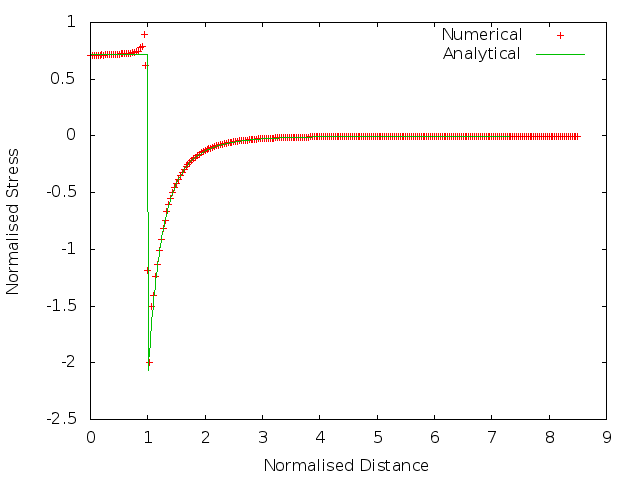 1
0.5
0
-0.5
-1
-1.5
-2
-2.5
Normalised Stress
Numerical
Analytical
0 1 2 3 4 5 6 7 8 9
Normalised Distance